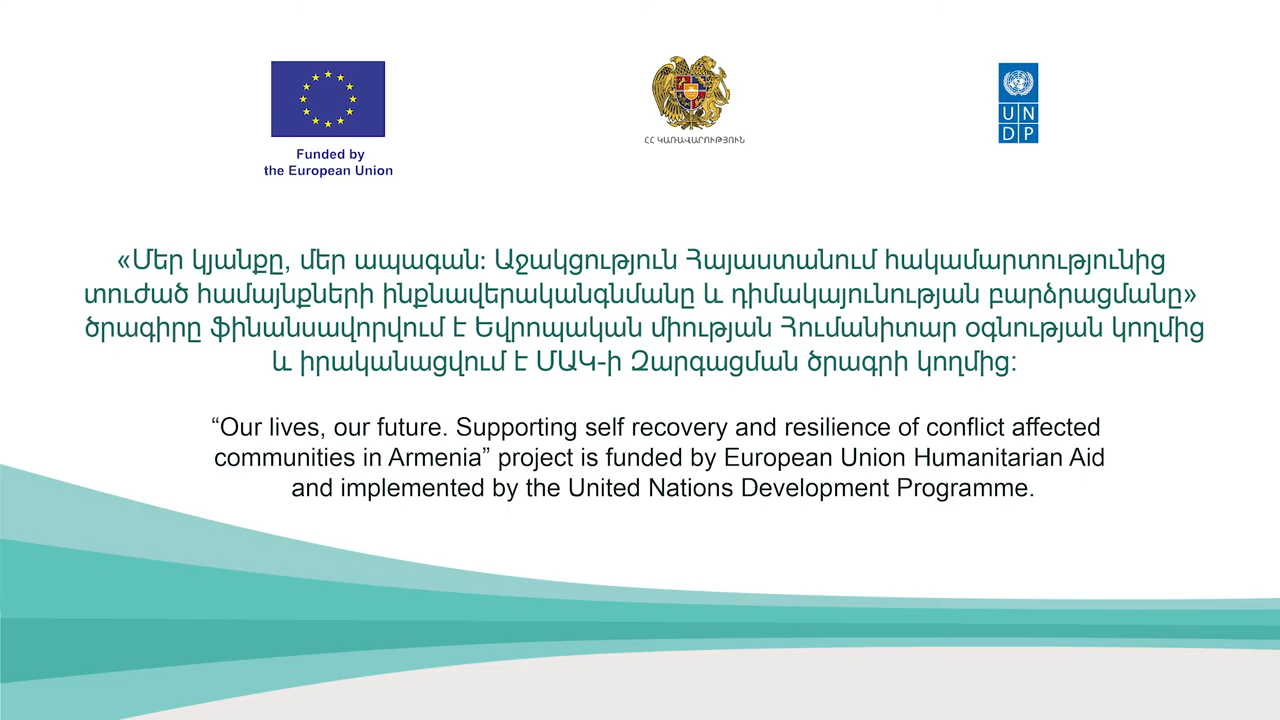 Funded by
the European Union
ՀՀ ԿԱՌԱՎԱՐՈՒԹՅՈՒՆ
U N
D P
«Մեր կյանքը, մեր ապագան։ Աջակցություն Հայաստանում հակամարտությունից
տուժած համայնքների ինքնավերականգնմանը և դիմակայունության բարձրացմանը»
ծրագիրը ֆինանսավորվում է Եվրոպական միության Հումանիտար օգնության կողմից
և իրականացվում է ՄԱԿ-ի Զարգացման ծրագրի կողմից։
“Our lives, our future. Supporting self recovery and resilience of conflict affected
communities in Armenia” project is funded by European Union Humanitarian Aid
and implemented by the United Nations Development Programme.